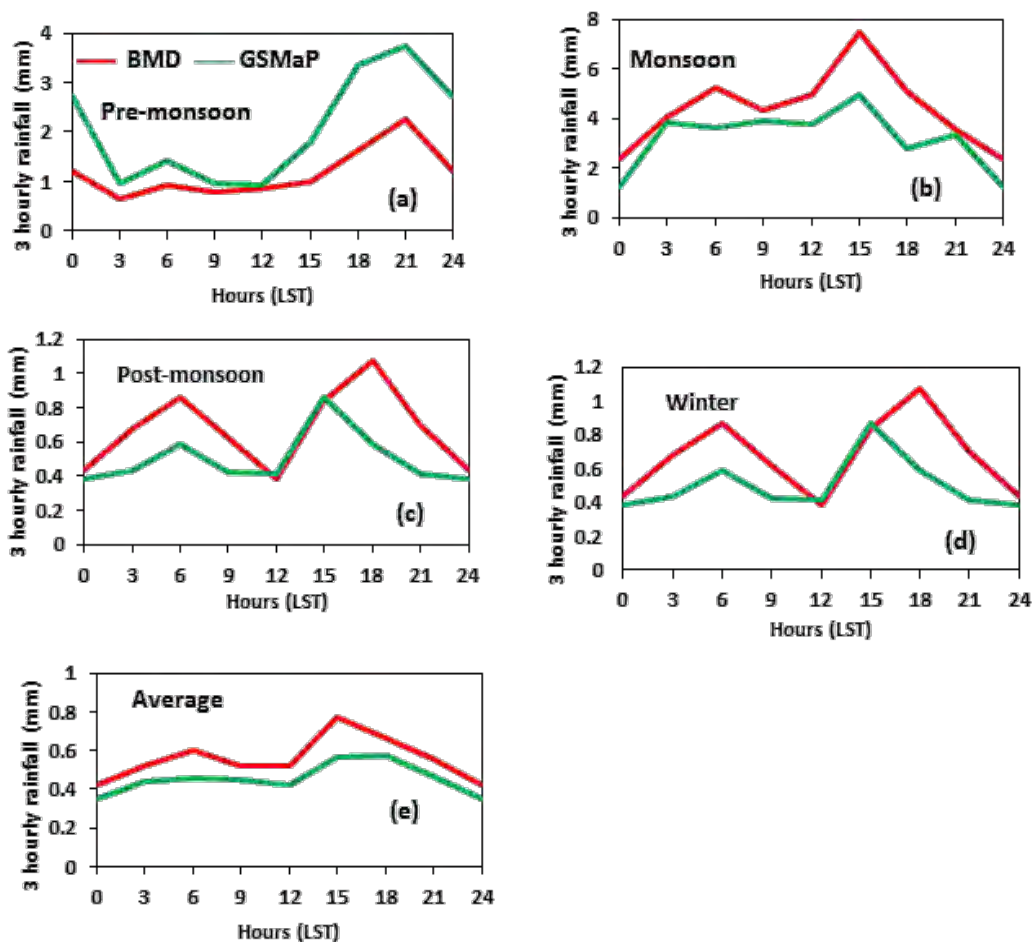 3 hourly rainfall (mm)
4
3
2
1
0
BMD GSMaP
Pre-monsoon
(a)
0 3 6 9 12 15 18 21 24
Hours (LST)
3 hourly rainfall (mm)
8
6
4
2
0
Monsoon
(b)
0 3 6 9 12 15 18 21 24
Hours (LST)
3 hourly rainfall (mm)
1.2
1
0.8
0.6
0.4
0.2
0
Post-monsoon
(c)
0 3 6 9 12 15 18 21 24
Hours (LST)
3 hourly rainfall (mm)
1.2
1
0.8
0.6
0.4
0.2
0
Winter
(d)
0 3 6 9 12 15 18 21 24
Hours (LST)
3 hourly rainfall (mm)
1
0.8
0.6
0.4
0.2
0
Average
(e)
0 3 6 9 12 15 18 21 24
Hours (LST)